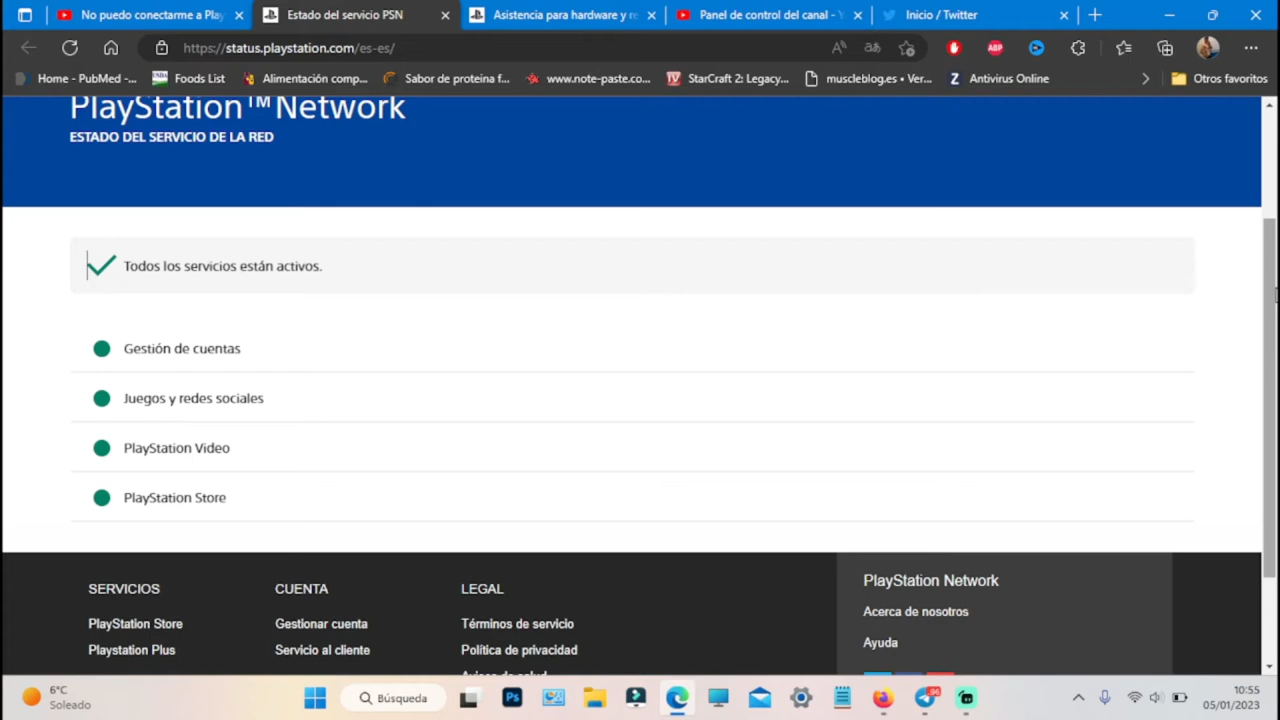 No puedo conectarme a Play
Estado del servicio PSN
Asistencia para hardware y re
Panel de control del canal - Y
Inicio / Twitter
https://status.playstation.com/es-es/
Home - PubMed -...
Foods List
Alimentación comp...
Sabor de proteina f...
www.note-paste.co...
StarCraft 2: Legacy...
muscleblog.es • Ver...
Antivirus Online
Otros favoritos
PlayStation™Network
ESTADO DEL SERVICIO DE LA RED
Todos los servicios están activos.
Gestión de cuentas
Juegos y redes sociales
PlayStation Video
PlayStation Store
SERVICIOS
CUENTA
LEGAL
PlayStation Network
PlayStation Store
Gestionar cuenta
Términos de servicio
Acerca de nosotros
Playstation Plus
Servicio al cliente
Política de privacidad
Ayuda
6°C
Soleado
Búsqueda
10:55
05/01/2023